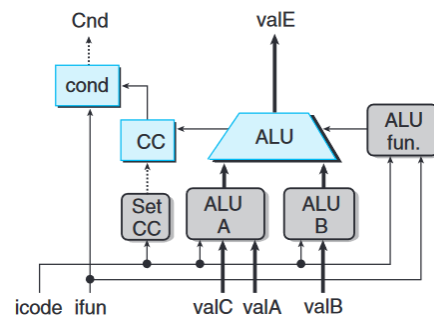 Cnd valE
cond
CC
ALU
ALU
fun.
Set
CC
ALU
A
ALU
B
icode ifun valC valA valB